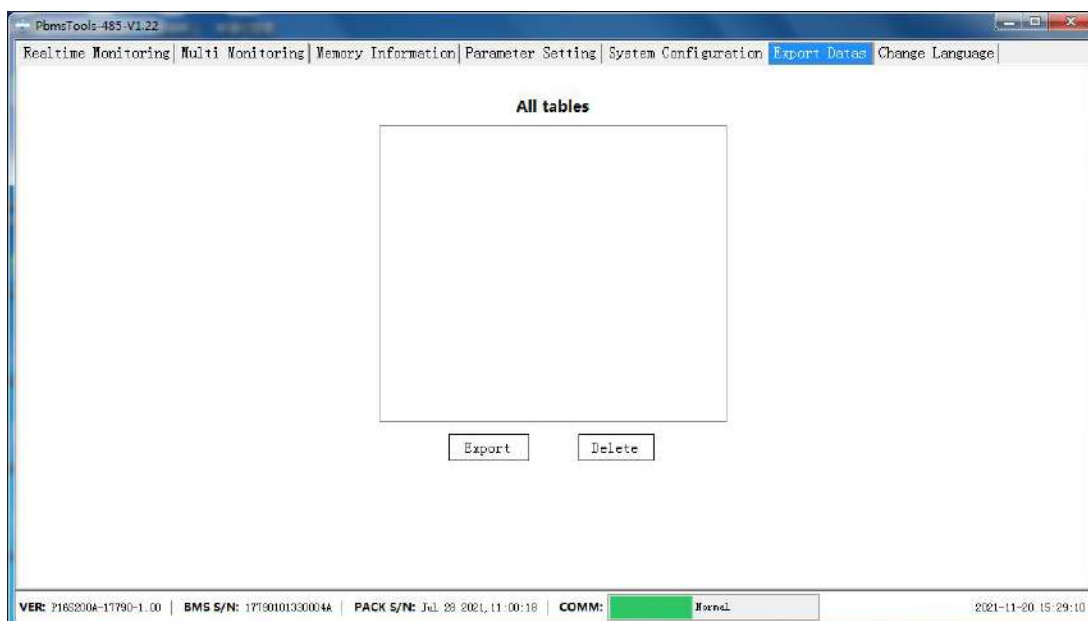 PbmsTools-485-V1.22
Realtime Monitoring Multi Monitoring Memory Information Parameter Setting System Configuration Export Datas Change Language
All tables
Export Delete
VER: P16S200A-17790-1.00 BMS S/N: 17790101330004A PACK S/N: Jul 28 2021,11:00:18 COMM: Normal 2021-11-20 15:29:10